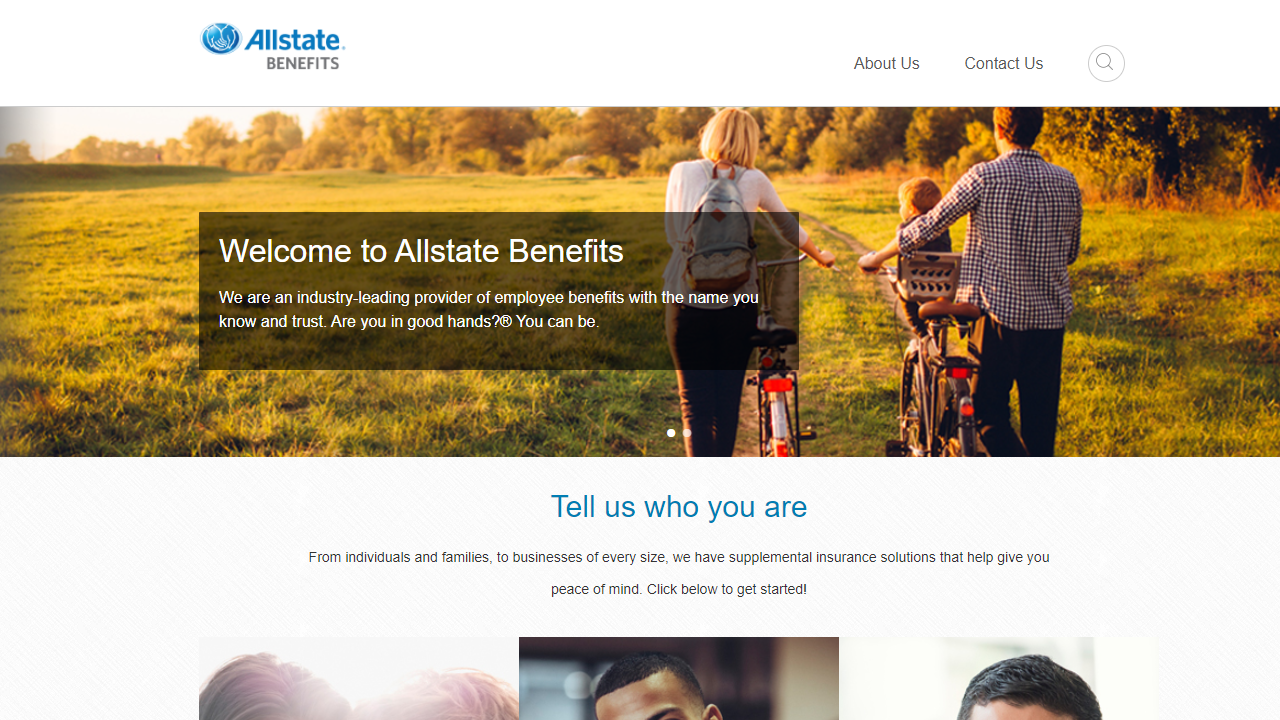 Allstate
BENEFITS
About Us
Contact Us
Welcome to Allstate Benefits
We are an industry-leading provider of employee benefits with the name you
know and trust. Are you in good hands?® You can be.
Tell us who you are
From individuals and families, to businesses of every size, we have supplemental insurance solutions that help give you
peace of mind. Click below to get started!